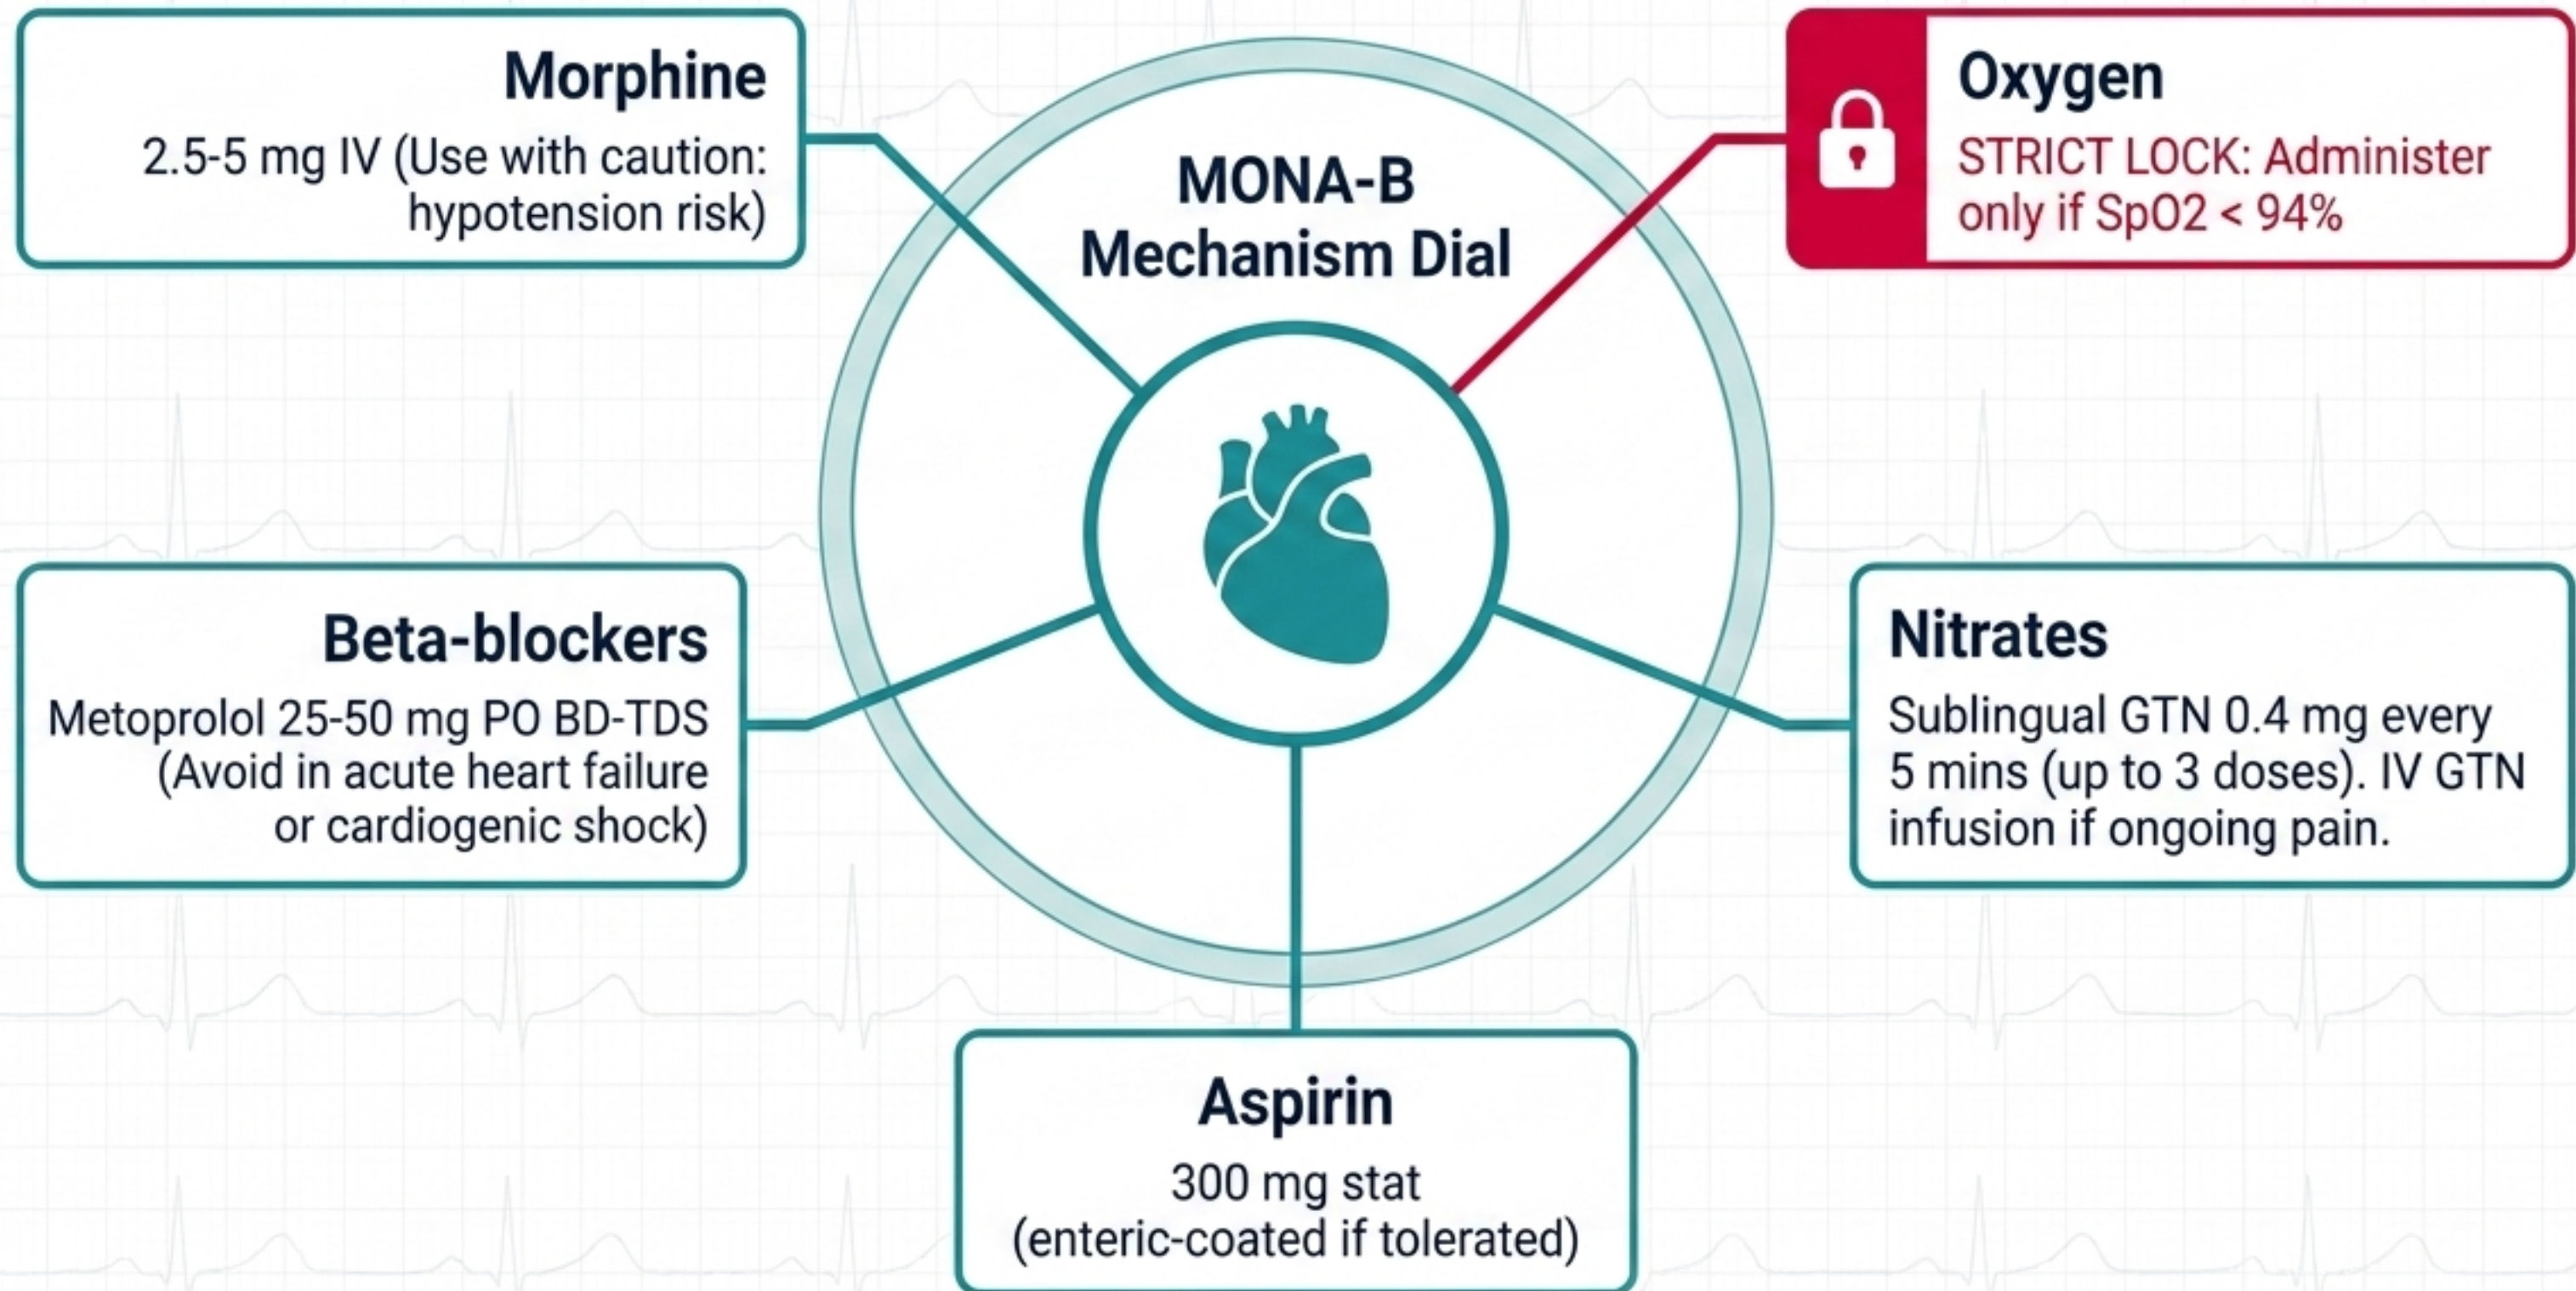 MONA-B
Mechanism Dial
Morphine
2.5-5 mg IV (Use with caution:
hypotension risk)
Oxygen
STRICT LOCK: Administer
only if SpO2 < 94%
Nitrates
Sublingual GTN 0.4 mg every
5 mins (up to 3 doses). IV GTN
infusion if ongoing pain.
Aspirin
300 mg stat
(enteric-coated if tolerated)
Beta-blockers
Metoprolol 25-50 mg PO BD-TDS
(Avoid in acute heart failure
or cardiogenic shock)